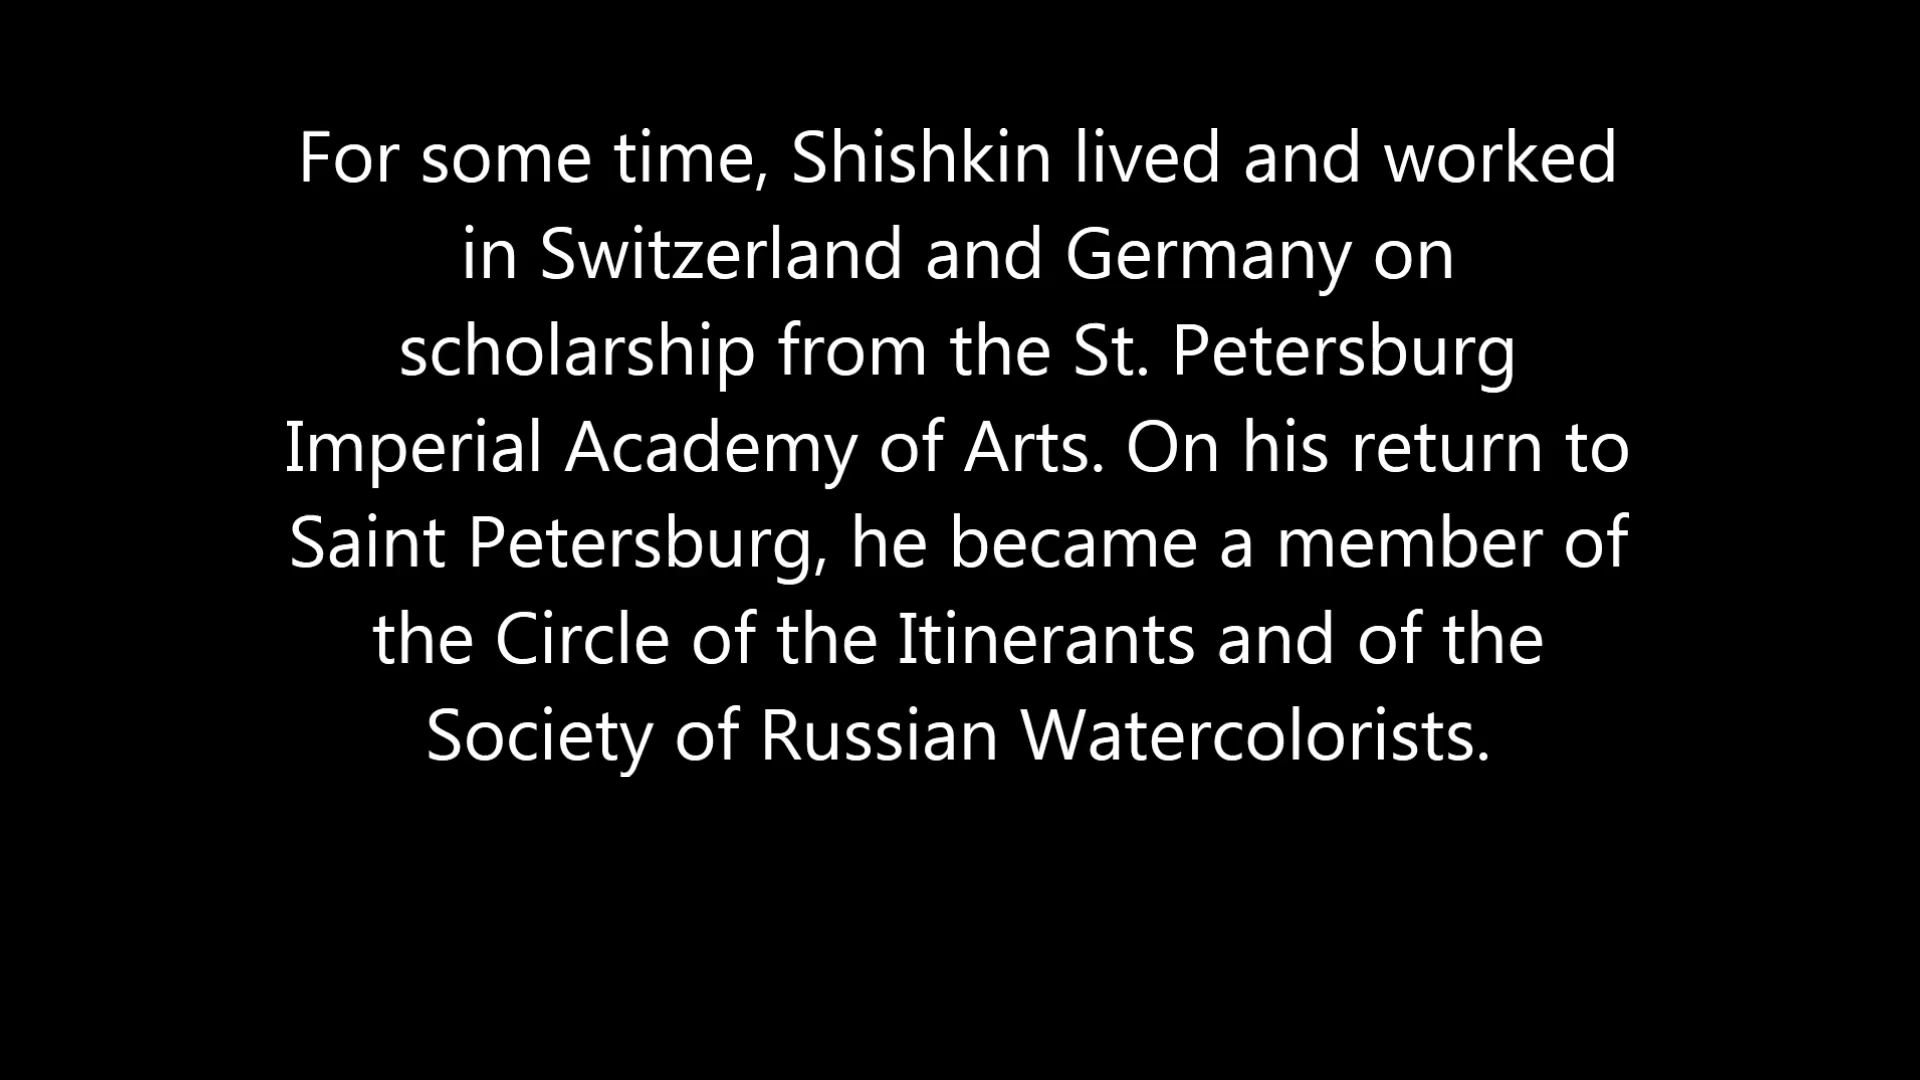 For some time, Shishkin lived and worked
in Switzerland and Germany on
scholarship from the St. Petersburg
Imperial Academy of Arts. On his return to
Saint Petersburg, he became a member of
the Circle of the Itinerants and of the
Society of Russian Watercolorists.